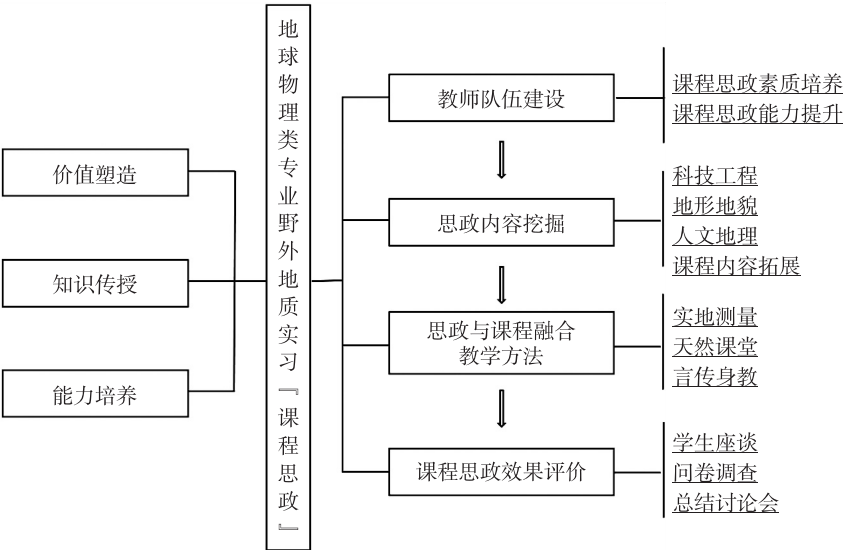 价值塑造
知识传授
能力培养
地球物理类专业野外地质实习『课程思政』
教师队伍建设
课程思政素质培养
课程思政能力提升
思政内容挖掘
科技工程
地形地貌
人文地理
课程内容拓展
思政与课程融合
教学方法
实地测量
天然课堂
言传身教
课程思政效果评价
学生座谈
问卷调查
总结讨论会